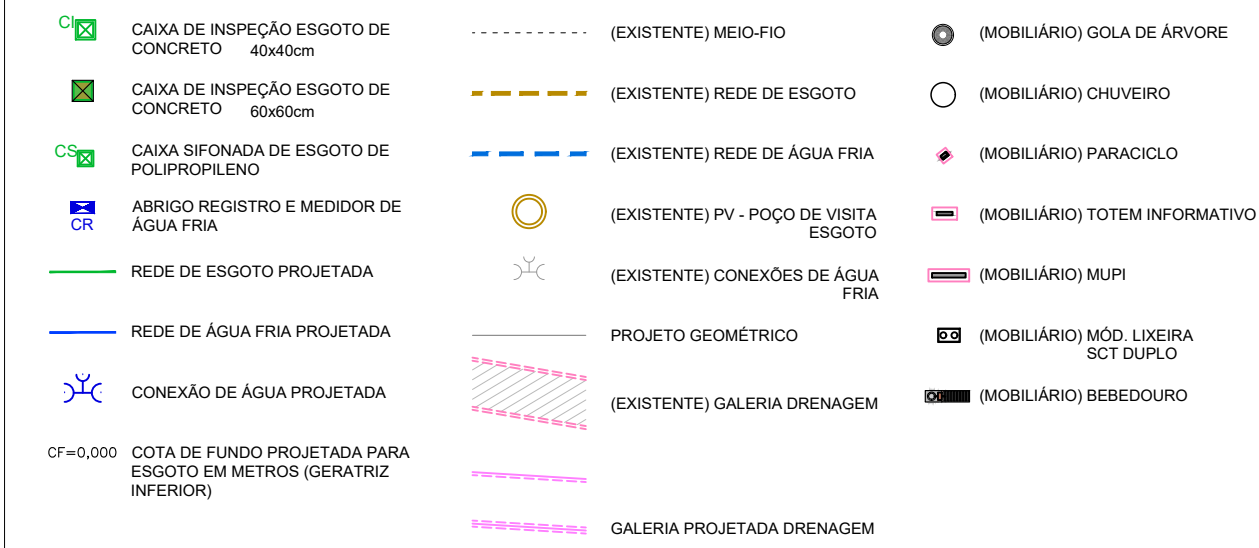 CI
CAIXA DE INSPEÇÃO ESGOTO DE
CONCRETO 40x40cm
CAIXA DE INSPEÇÃO ESGOTO DE
CONCRETO 60x60cm
CS
CAIXA SIFONADA DE ESGOTO DE
POLIPROPILENO
CR
ABRIGO REGISTRO E MEDIDOR DE
ÁGUA FRIA
REDE DE ESGOTO PROJETADA
REDE DE ÁGUA FRIA PROJETADA
CONEXÃO DE ÁGUA PROJETADA
CF=0,000
COTA DE FUNDO PROJETADA PARA
ESGOTO EM METROS (GERATRIZ
INFERIOR)
(EXISTENTE) MEIO-FIO
(EXISTENTE) REDE DE ESGOTO
(EXISTENTE) REDE DE ÁGUA FRIA
(EXISTENTE) PV - POÇO DE VISITA
ESGOTO
(EXISTENTE) CONEXÕES DE ÁGUA
FRIA
PROJETO GEOMÉTRICO
(EXISTENTE) GALERIA DRENAGEM
GALERIA PROJETADA DRENAGEM
(MOBILIÁRIO) GOLA DE ÁRVORE
(MOBILIÁRIO) CHUVEIRO
(MOBILIÁRIO) PARACICLO
(MOBILIÁRIO) TOTEM INFORMATIVO
(MOBILIÁRIO) MUPI
(MOBILIÁRIO) MÓD. LIXEIRA
SCT DUPLO
(MOBILIÁRIO) BEBEDOURO